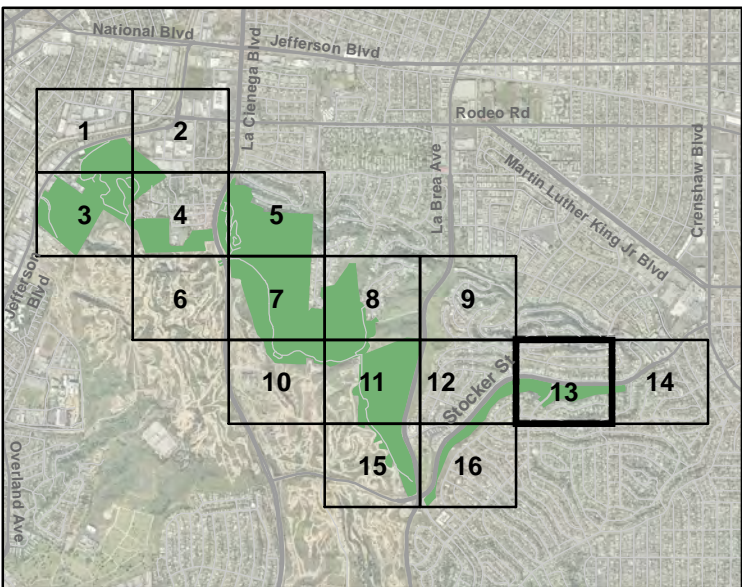 National Blvd
Jefferson Blvd
La Cienega Blvd
Rodeo Rd
La Brea Ave
Martin Luther King Jr Blvd
Crenshaw Blvd
1
2
3
4
5
Jefferson
Blvd
6
7
8
9
10
11
12
Stocker St
13
14
15
16
Overland Ave